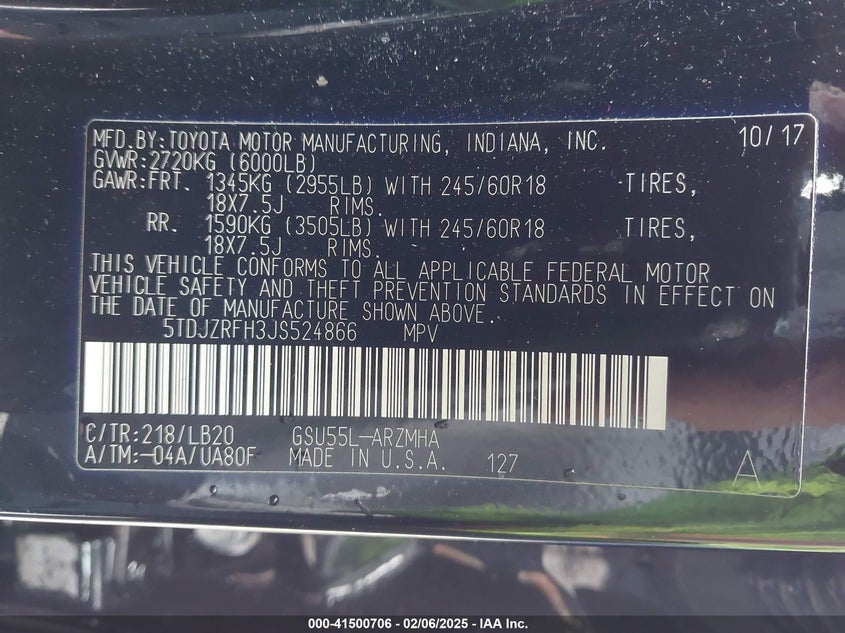 MFD.BY:TOYOTA MOTOR MANUFACTURING, INDIANA, INC. 10/17
GVWR:2720KG (6000LB)
GAWR:FRT. 1345KG (2955LB) WITH 245/60R18 TIRES,
18X7.5J RIMS.
RR. 1590KG (3505LB) WITH 245/60R18 TIRES,
18X7.5J RIMS.
THIS VEHICLE CONFORMS TO ALL APPLICABLE FEDERAL MOTOR
VEHICLE SAFETY AND THEFT PREVENTION STANDARDS IN EFFECT ON
THE DATE OF MANUFACTURE SHOWN ABOVE.
5TDJZRFH3JS524866 MPV
C/TR:218/LB20 GSU55L-ARZMHA
A/TM:-04A/UA80F MADE IN U.S.A. 127 A
000-41500706 - 02/06/2025 - IAA Inc.